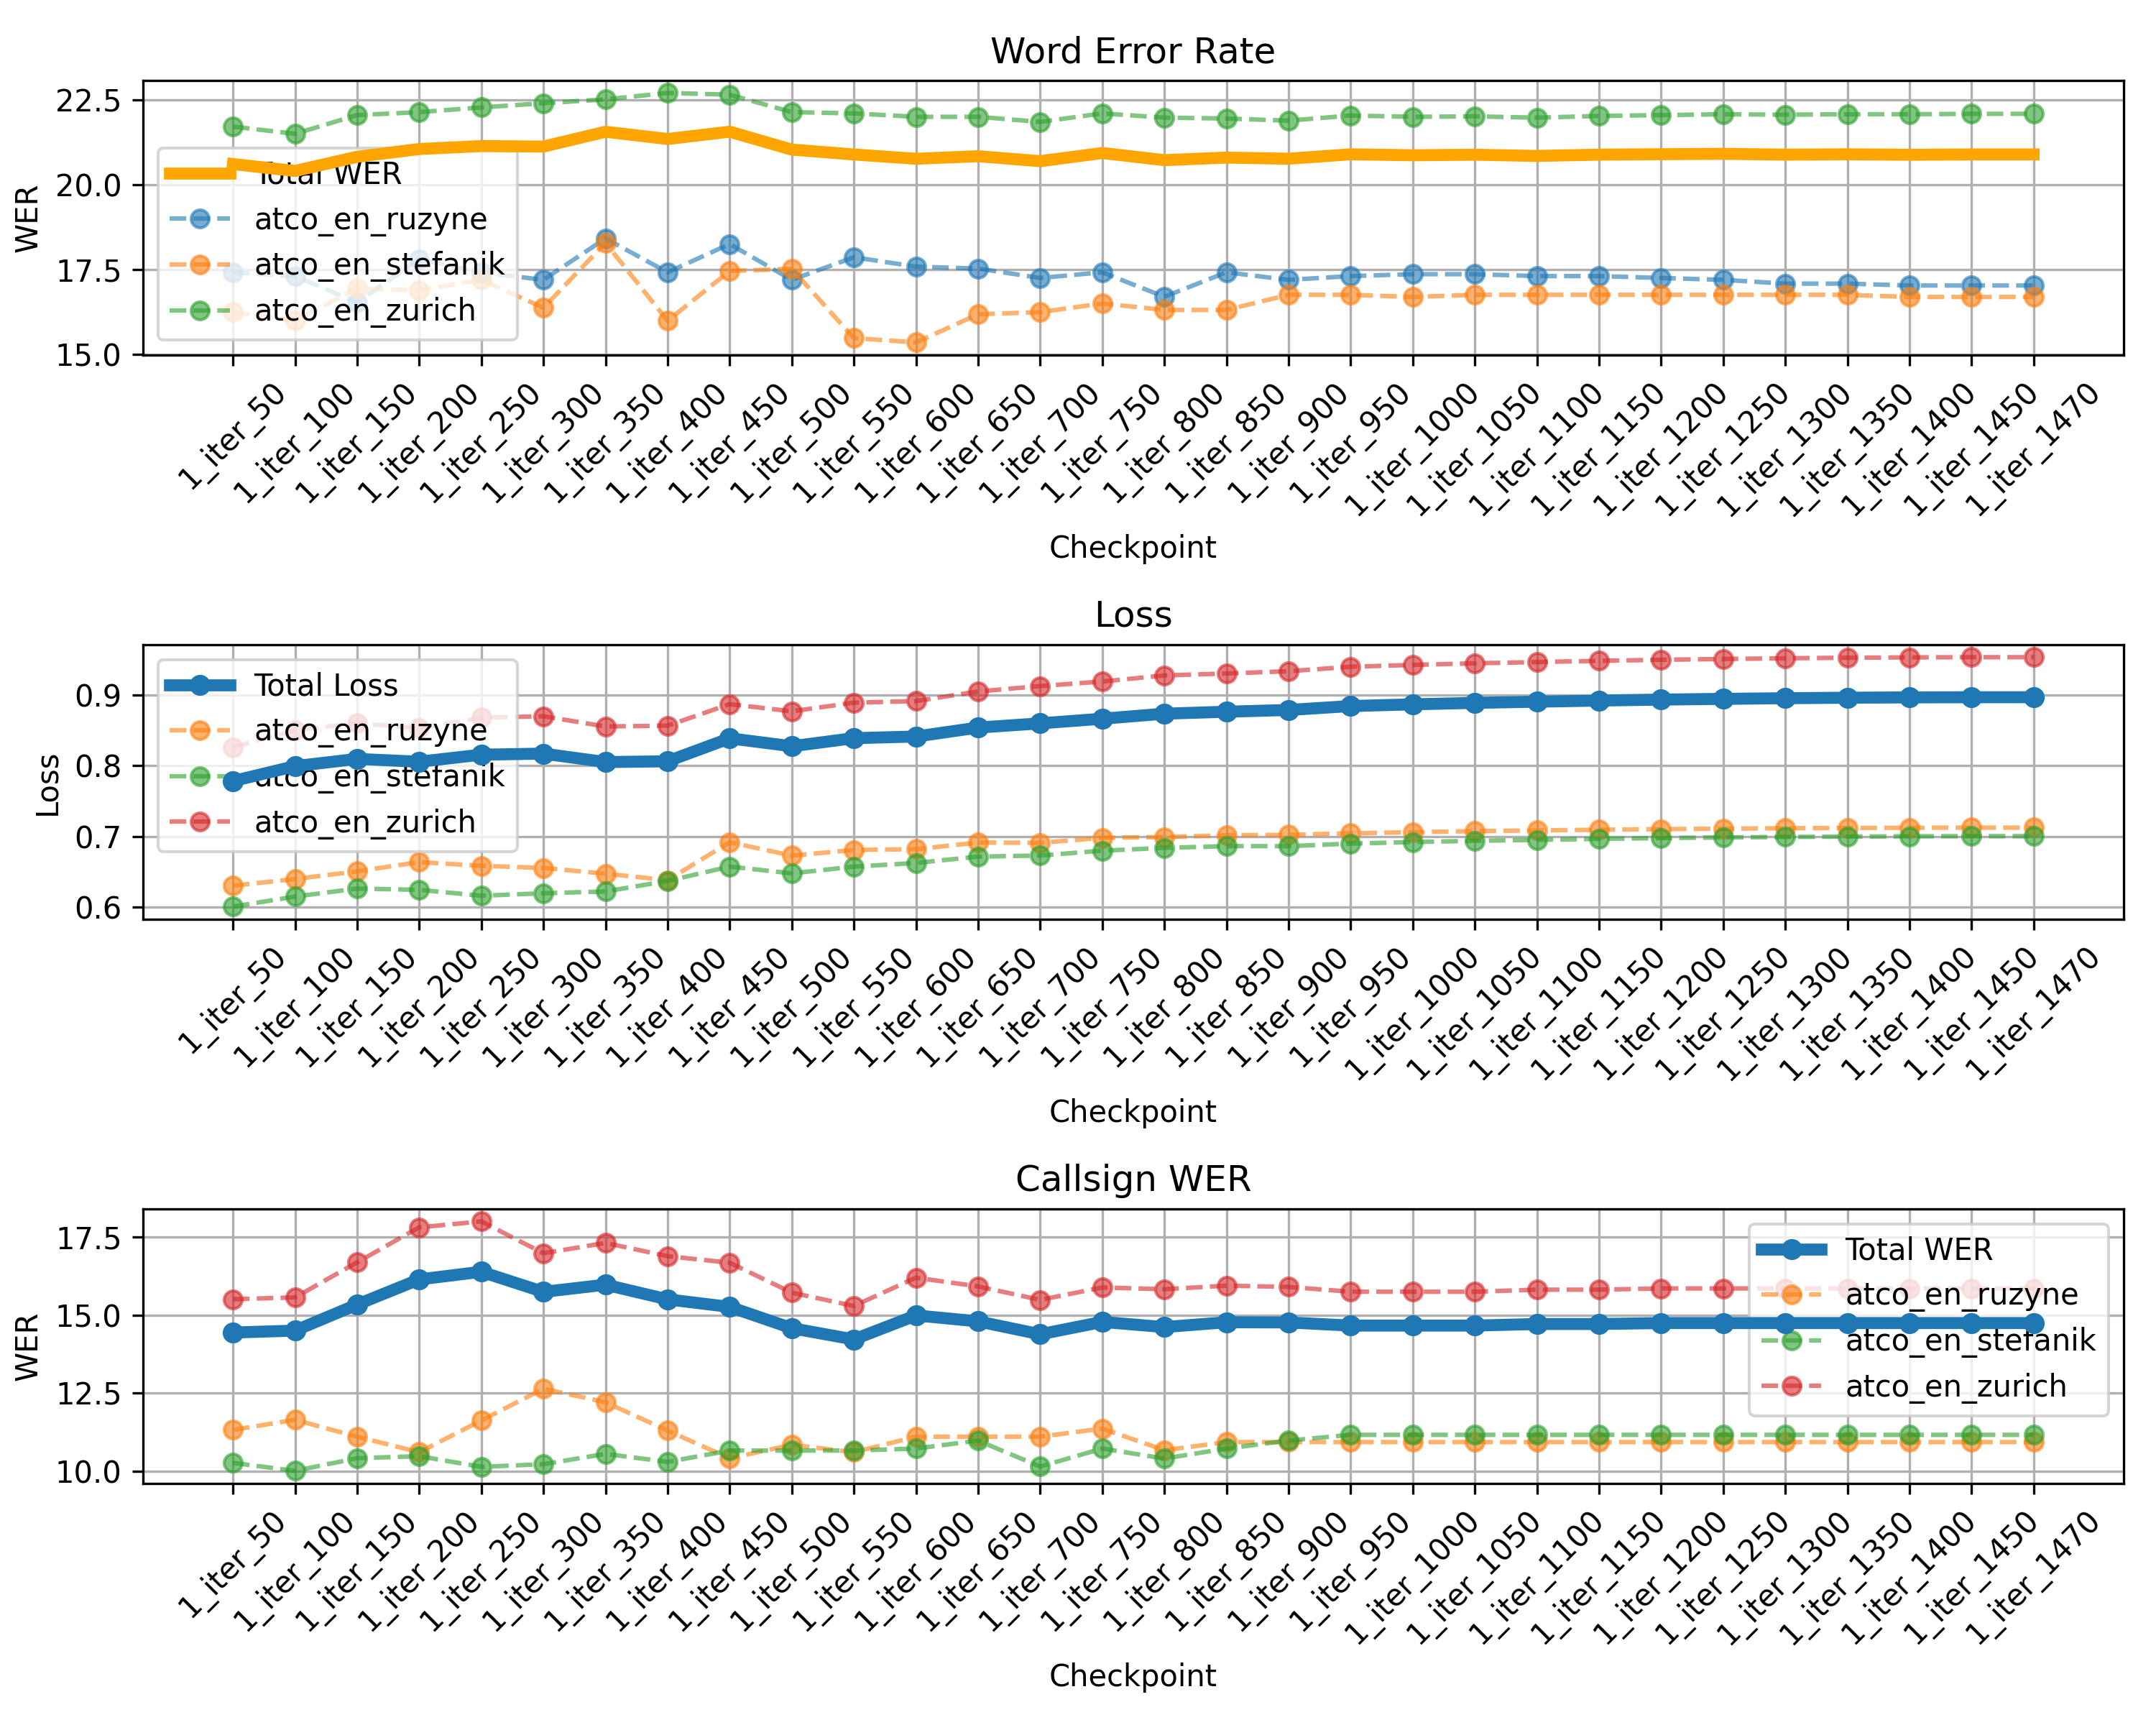 Word Error Rate
22.5
20.0
17.5
15.0
WER
Total WER
atco_en_ruzyne
atco_en_stefanik
atco_en_zurich
1_iter_50
1_iter_100
1_iter_150
1_iter_200
1_iter_250
1_iter_300
1_iter_350
1_iter_400
1_iter_450
1_iter_500
1_iter_550
1_iter_600
1_iter_650
1_iter_700
1_iter_750
1_iter_800
1_iter_850
1_iter_900
1_iter_950
1_iter_1000
1_iter_1050
1_iter_1100
1_iter_1150
1_iter_1200
1_iter_1250
1_iter_1300
1_iter_1350
1_iter_1400
1_iter_1450
1_iter_1470
Checkpoint
Loss
0.9
0.8
0.7
0.6
Loss
Total Loss
atco_en_ruzyne
atco_en_stefanik
atco_en_zurich
1_iter_50
1_iter_100
1_iter_150
1_iter_200
1_iter_250
1_iter_300
1_iter_350
1_iter_400
1_iter_450
1_iter_500
1_iter_550
1_iter_600
1_iter_650
1_iter_700
1_iter_750
1_iter_800
1_iter_850
1_iter_900
1_iter_950
1_iter_1000
1_iter_1050
1_iter_1100
1_iter_1150
1_iter_1200
1_iter_1250
1_iter_1300
1_iter_1350
1_iter_1400
1_iter_1450
1_iter_1470
Checkpoint
Callsign WER
17.5
15.0
12.5
10.0
WER
Total WER
atco_en_ruzyne
atco_en_stefanik
atco_en_zurich
1_iter_50
1_iter_100
1_iter_150
1_iter_200
1_iter_250
1_iter_300
1_iter_350
1_iter_400
1_iter_450
1_iter_500
1_iter_550
1_iter_600
1_iter_650
1_iter_700
1_iter_750
1_iter_800
1_iter_850
1_iter_900
1_iter_950
1_iter_1000
1_iter_1050
1_iter_1100
1_iter_1150
1_iter_1200
1_iter_1250
1_iter_1300
1_iter_1350
1_iter_1400
1_iter_1450
1_iter_1470
Checkpoint